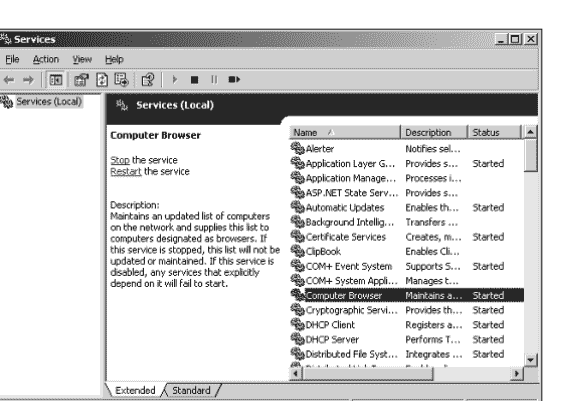 Services
File Action View Help
Services (Local)
Services (Local)
Computer Browser
Stop the service
Restart the service
Description:
Maintains an updated list of computers
on the network and supplies this list to
computers designated as browsers. If
this service is stopped, this list will not be
updated or maintained. If this service is
disabled, any services that explicitly
depend on it will fail to start.
Name Description Status
Alerter Notifies sel...
Application Layer G... Provides s... Started
Application Manage... Processes i...
ASP.NET State Serv... Provides s...
Automatic Updates Enables th... Started
Background Intellig... Transfers ...
Certificate Services Creates, m... Started
ClipBook Enables Cli...
COM+ Event System Supports S... Started
COM+ System Appli... Manages t...
Computer Browser Maintains a... Started
Cryptographic Servi... Provides th... Started
DHCP Client Registers a... Started
DHCP Server Performs T... Started
Distributed File Syst... Integrates ... Started
Extended Standard